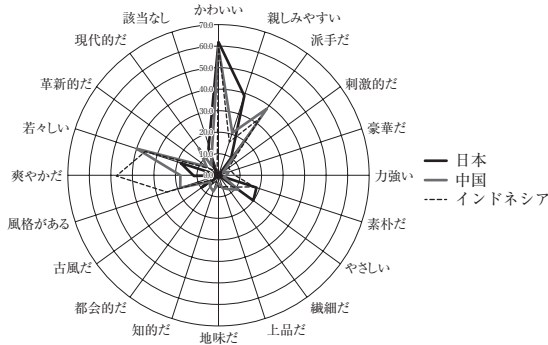 かわいい
親しみやすい
派手だ
刺激的だ
豪華だ
力強い
素朴だ
やさしい
繊細だ
上品だ
地味だ
知的だ
都会的だ
古風だ
風格がある
爽やかだ
若々しい
革新的だ
現代的だ
該当なし
70.0
60.0
50.0
40.0
30.0
20.0
10.0
0.0
日本
中国
インドネシア